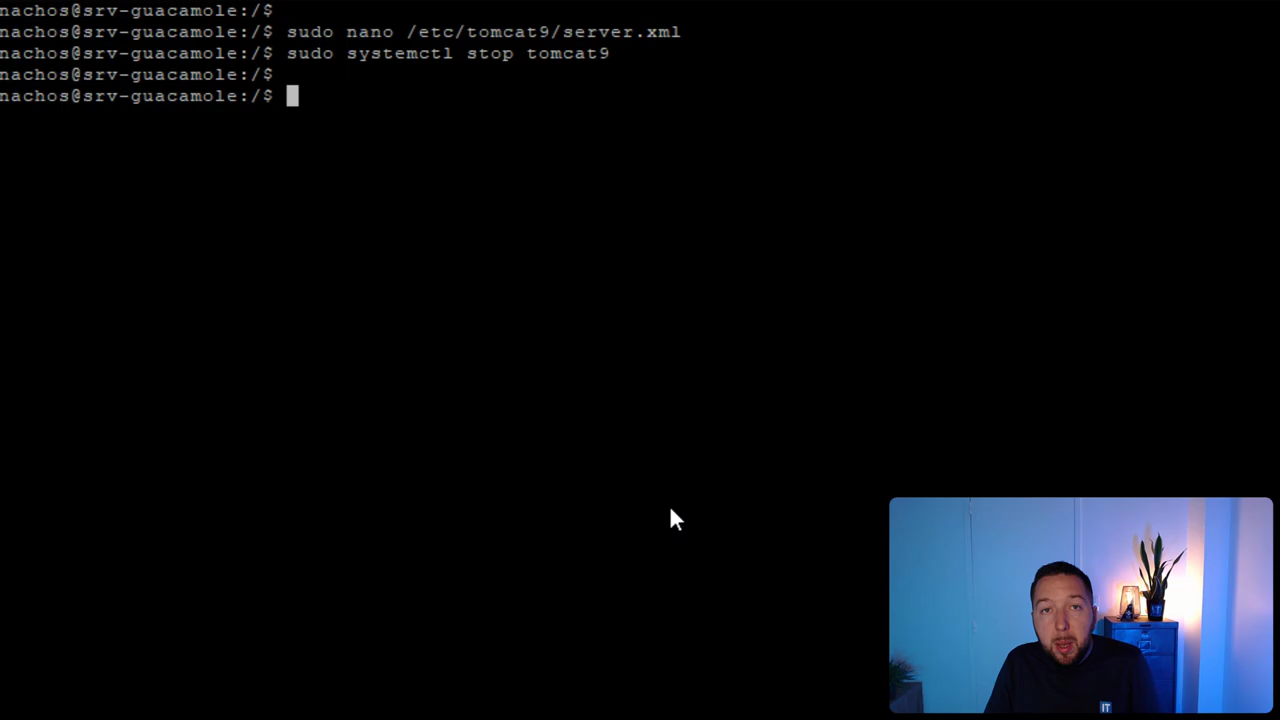 nachos@srv-guacamole:/$
nachos@srv-guacamole:/$ sudo nano /etc/tomcat9/server.xml
nachos@srv-guacamole:/$ sudo systemctl stop tomcat9
nachos@srv-guacamole:/$
nachos@srv-guacamole:/$
IT